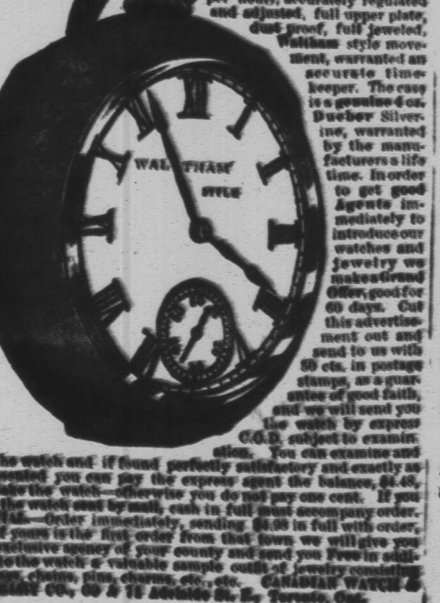 and adjusted, full upper plate,
dust proof, full jeweled,
Waltham style move-
ment, warranted an
accurate time-
keeper. The case
is a genuine 4 oz.
Dueber Silver-
ine, warranted
by the manu-
facturers a life
time. In order
to get good
Agents im-
mediately to
introduce our
watches and
jewelry we
make a Grand
Offer, good for
60 days. Cut
this advertise-
ment out and
send to us with
50 cts. in postage
stamps, as a guar-
antee of good faith,
and we will send you
the watch by express
C.O.D. subject to examin-
ation. You can examine and
watch and if found perfectly satisfactory and exactly as
you can pay the express agent the balance,
the watch—otherwise you do not pay one cent. If you
cash in full must accompany order.
Order immediately, sending $4.98 in full with order,
yours is the first order from that town we will give you
exclusive agency of your county and send you Free in addi-
watch a valuable sample outfit of jewelry consisting
chains, pins, charms, etc., etc. CANADIAN WATCH &
CO., 69 & 71 Adelaide St. E., Toronto, Ont.
WALTHAM
STYLE